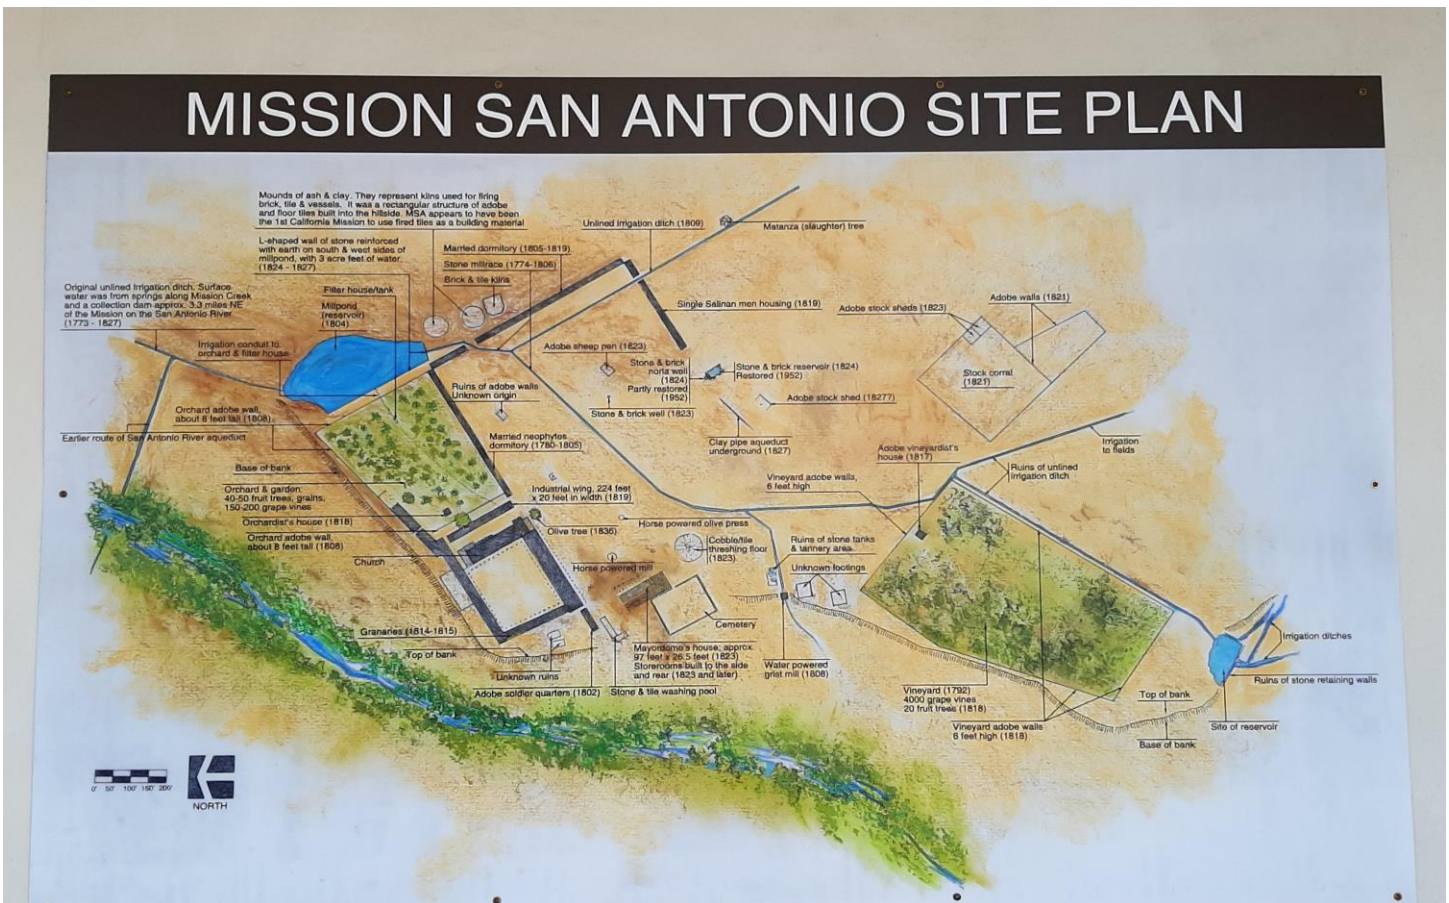 MISSION SAN ANTONIO SITE PLAN
Mounds of ash & clay. They represent kilns used for firing
brick, tile & vessels. It was a rectangular structure of adobe
and floor tiles built into the hillside. MSA appears to have been
the 1st California Mission to use fired tiles as a building material
L-shaped wall of stone reinforced
with earth on south & west sides of
millpond, with 3 acre feet of water.
(1824 - 1827)
Married dormitory (1805-1819)
Stone millrace (1774-1806)
Brick & tile kilns
Unlined irrigation ditch (1809)
Matanza (slaughter) tree
Original unlined irrigation ditch. Surface
water was from springs along Mission Creek
and a collection dam approx. 3.3 miles NE
of the Mission on the San Antonio River
(1773 - 1827)
Filter house/tank
Millpond
(reservoir)
(1804)
Irrigation conduit to
orchard & filter house
Single Salinan men housing (1819)
Adobe stock sheds (1823)
Adobe walls (1821)
Stock corral
(1821)
Adobe sheep pen (1823)
Stone & brick
noria well
(1824)
Partly restored
(1952)
Stone & brick reservoir (1824)
Restored (1952)
Ruins of adobe walls
Unknown origin
Stone & brick well (1823)
Adobe stock shed (1827?)
Orchard adobe wall,
about 8 feet tall (1808)
Earlier route of San Antonio River aqueduct
Married neophytes
dormitory (1780-1805)
Clay pipe aqueduct
underground (1827)
Adobe vineyardist's
house (1817)
Irrigation
to fields
Base of bank
Ruins of unlined
irrigation ditch
Vineyard adobe walls,
6 feet high
Orchard & garden:
40-50 fruit trees, grains,
150-200 grape vines
Industrial wing, 224 feet
x 20 feet in width (1819)
Orchardist's house (1818)
Orchard adobe wall,
about 8 feet tall (1808)
Olive tree (1836)
Horse powered olive press
Cobble/tile
threshing floor
(1823)
Ruins of stone tanks
& tannery area
Church
Horse powered mill
Unknown footings
Granaries (1814-1815)
Cemetery
Top of bank
Unknown ruins
Adobe soldier quarters (1802)
Stone & tile washing pool
Mayordomo's house, approx.
97 feet x 26.5 feet (1823)
Storerooms built to the side
and rear (1823 and later)
Water powered
grist mill (1808)
Irrigation ditches
Ruins of stone retaining walls
Vineyard (1792)
4000 grape vines
20 fruit trees (1818)
Vineyard adobe walls
6 feet high (1818)
Top of bank
Base of bank
Site of reservoir
0' 50' 100' 150' 200'
NORTH